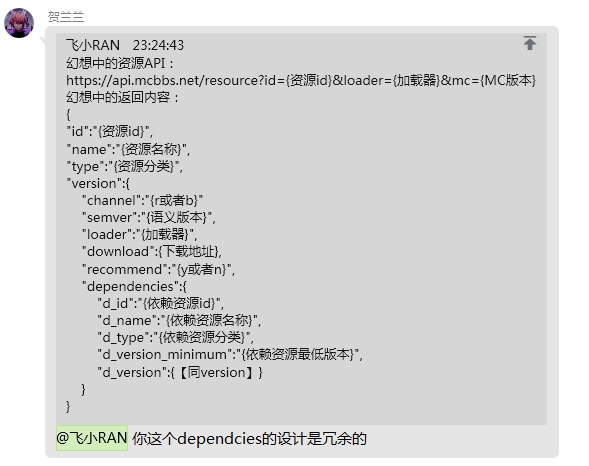 贺兰兰
飞小RAN 23:24:43
幻想中的资源API：
https://api.mcbbs.net/resource?id={资源id}&loader={加载器}&mc={MC版本}
幻想中的返回内容：
{
"id":"{资源id}",
"name":"{资源名称}",
"type":"{资源分类}",
"version":{
"channel":"{r或者b}"
"semver":"{语义版本}",
"loader":"{加载器}",
"download":{下载地址},
"recommend":"{y或者n}",
"dependencies":{
"d_id":"{依赖资源id}",
"d_name":"{依赖资源名称}",
"d_type":"{依赖资源分类}",
"d_version_minimum":"{依赖资源最低版本}",
"d_version":{【同version】}
}
}
@飞小RAN 你这个dependcies的设计是冗余的